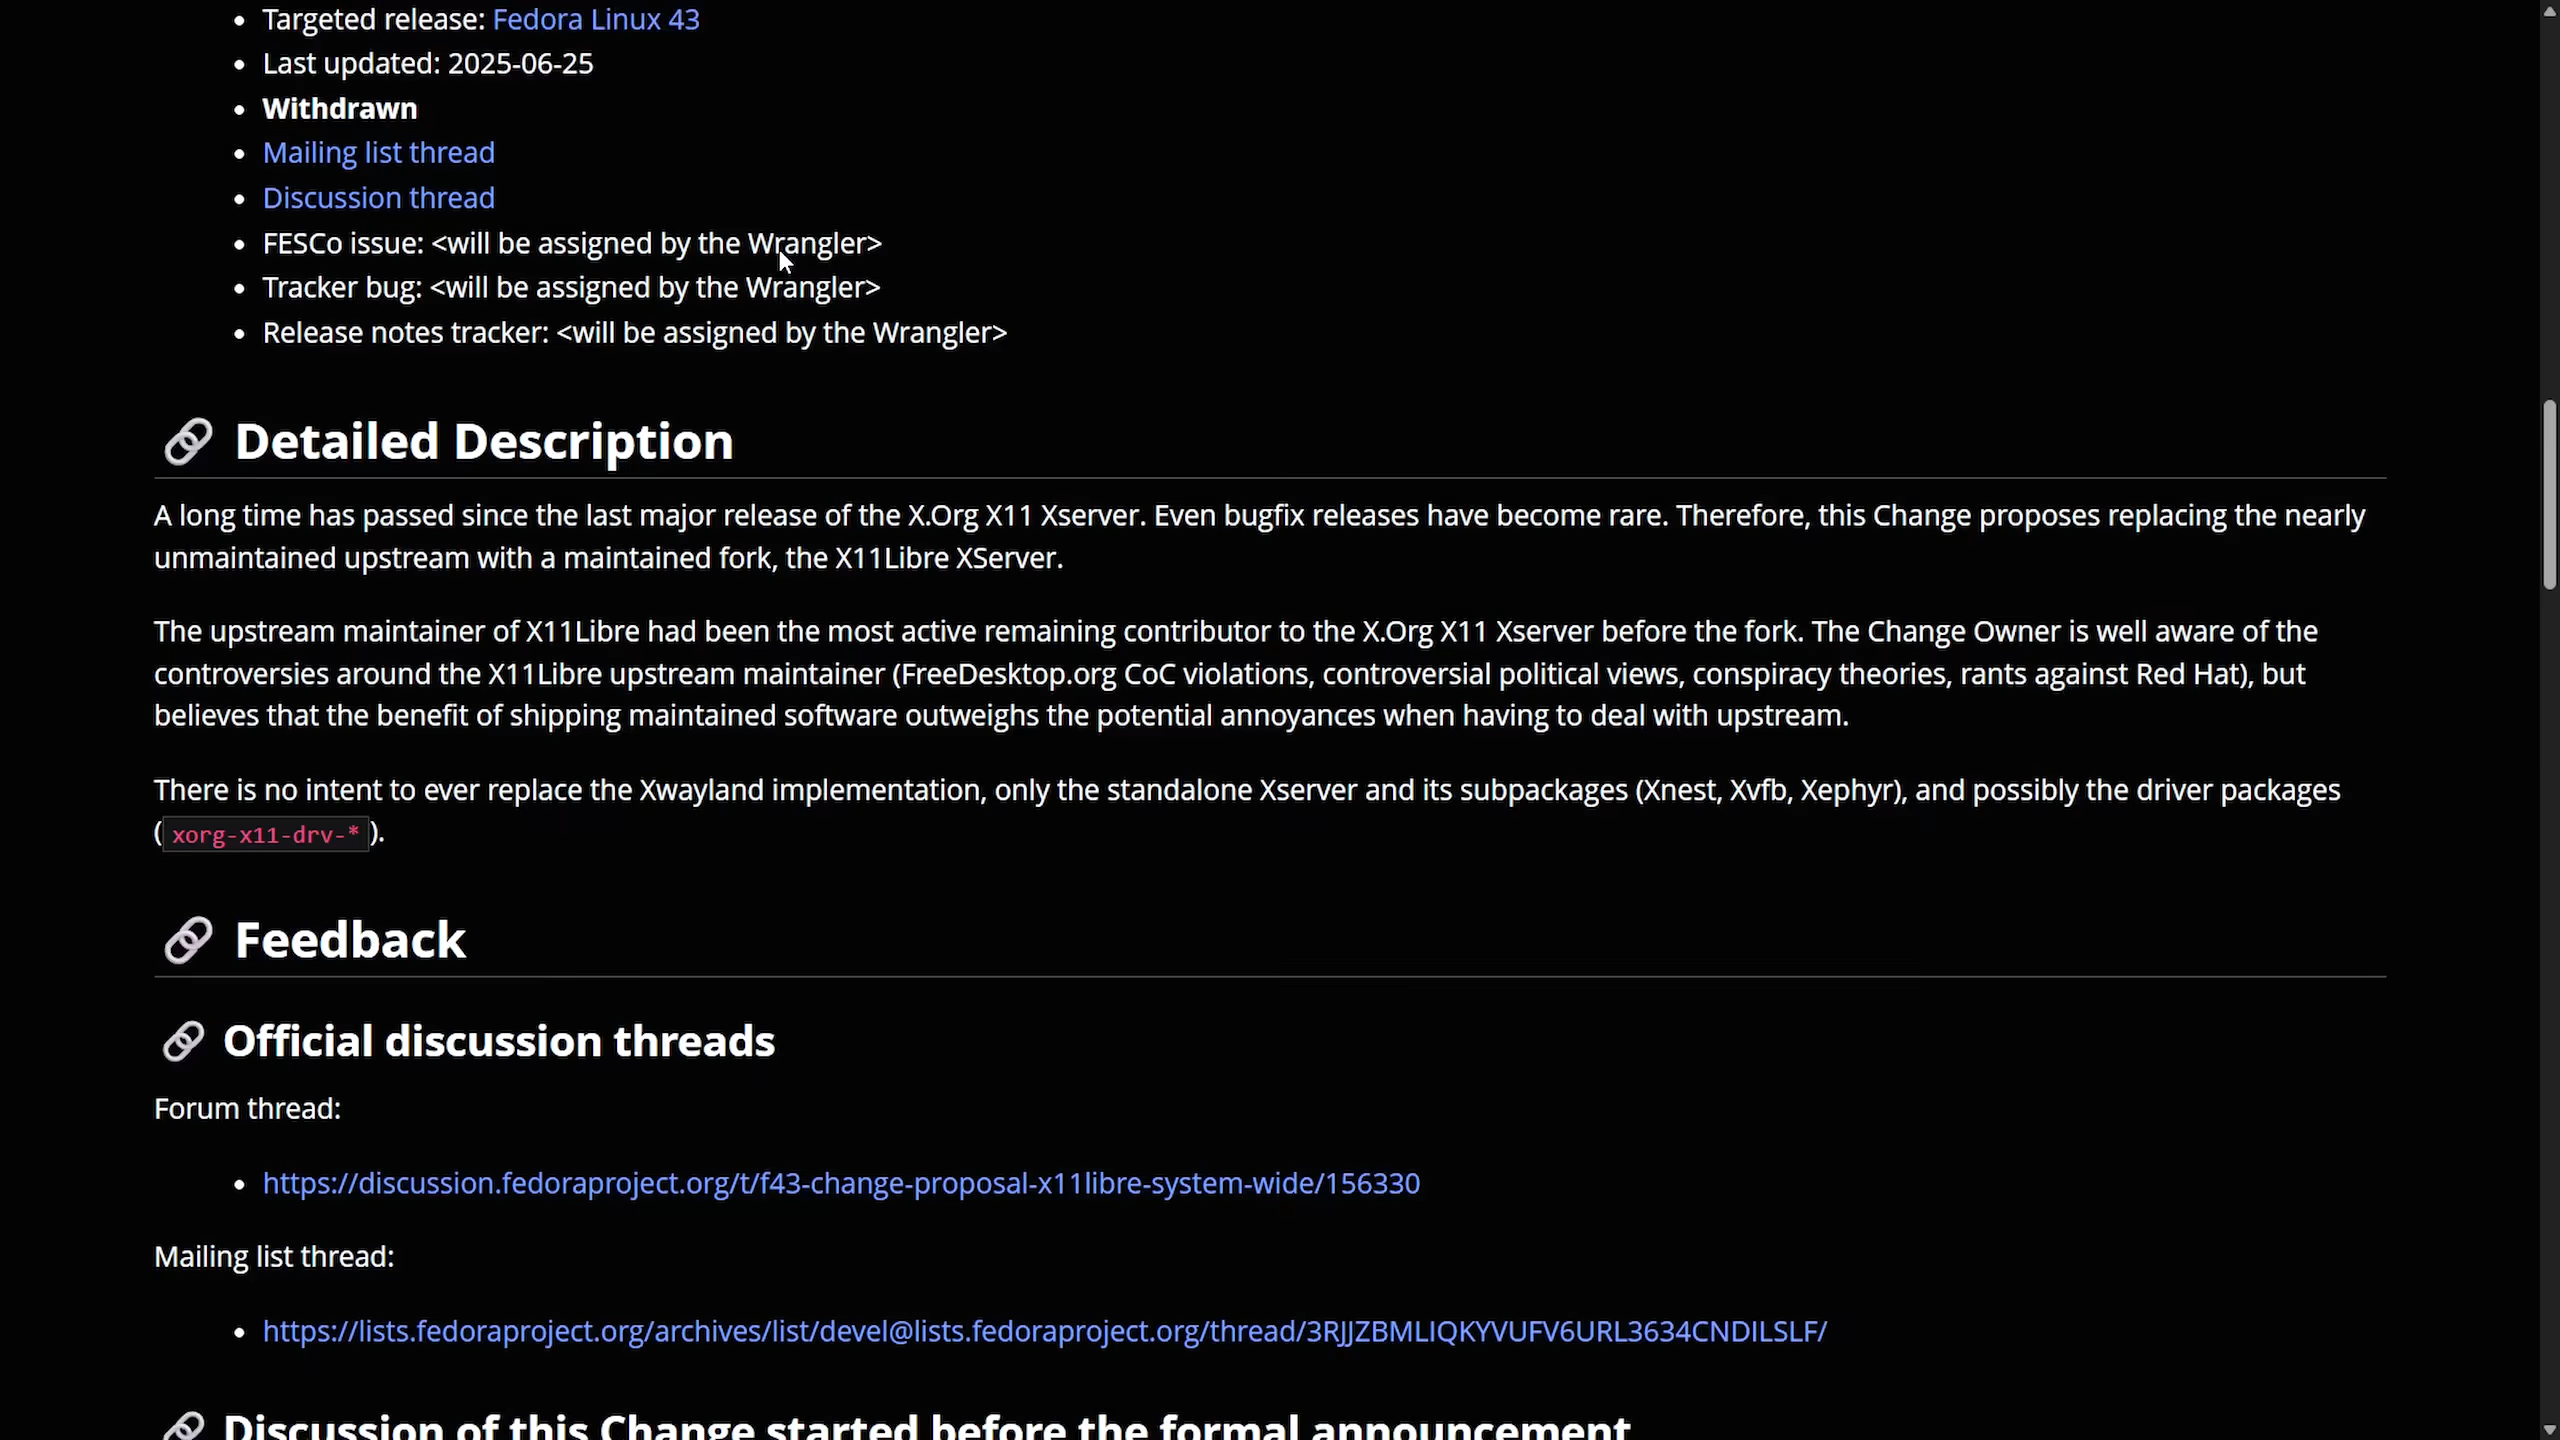 Targeted release: Fedora Linux 43
Last updated: 2025-06-25
Withdrawn
Mailing list thread
Discussion thread
FESCo issue: <will be assigned by the Wrangler>
Tracker bug: <will be assigned by the Wrangler>
Release notes tracker: <will be assigned by the Wrangler>
Detailed Description
A long time has passed since the last major release of the X.Org X11 Xserver. Even bugfix releases have become rare. Therefore, this Change proposes replacing the nearly
unmaintained upstream with a maintained fork, the X11Libre XServer.
The upstream maintainer of X11Libre had been the most active remaining contributor to the X.Org X11 Xserver before the fork. The Change Owner is well aware of the
controversies around the X11Libre upstream maintainer (FreeDesktop.org CoC violations, controversial political views, conspiracy theories, rants against Red Hat), but
believes that the benefit of shipping maintained software outweighs the potential annoyances when having to deal with upstream.
There is no intent to ever replace the Xwayland implementation, only the standalone Xserver and its subpackages (Xnest, Xvfb, Xephyr), and possibly the driver packages
(xorg-x11-drv-*).
Feedback
Official discussion threads
Forum thread:
https://discussion.fedoraproject.org/t/f43-change-proposal-x11libre-system-wide/156330
Mailing list thread:
https://lists.fedoraproject.org/archives/list/devel@lists.fedoraproject.org/thread/3RJJZBMLIQKYVUFV6URL3634CNDILSLF/
Discussion of this Change started before the formal announcement